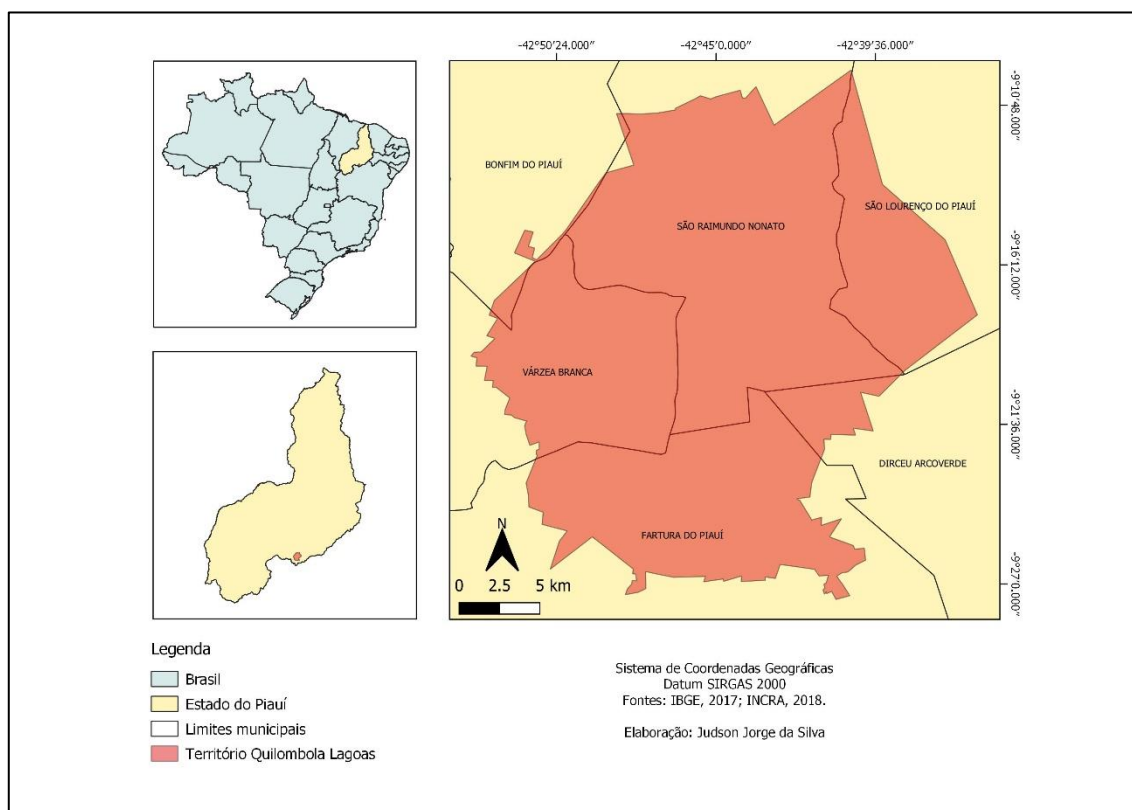 -42°50'24.000"
-42°45'0.000"
-42°39'36.000"
-9°10'48.000"
-9°16'12.000"
-9°21'36.000"
-9°27'0.000"
BONFIM DO PIAUÍ
SÃO LOURENÇO DO PIAUÍ
SÃO RAIMUNDO NONATO
VÁRZEA BRANCA
DIRCEU ARCOVERDE
FARTURA DO PIAUÍ
N
0 2.5 5 km
Legenda
Brasil
Estado do Piauí
Limites municipais
Território Quilombola Lagoas
Sistema de Coordenadas Geográficas
Datum SIRGAS 2000
Fontes: IBGE, 2017; INCRA, 2018.
Elaboração: Judson Jorge da Silva